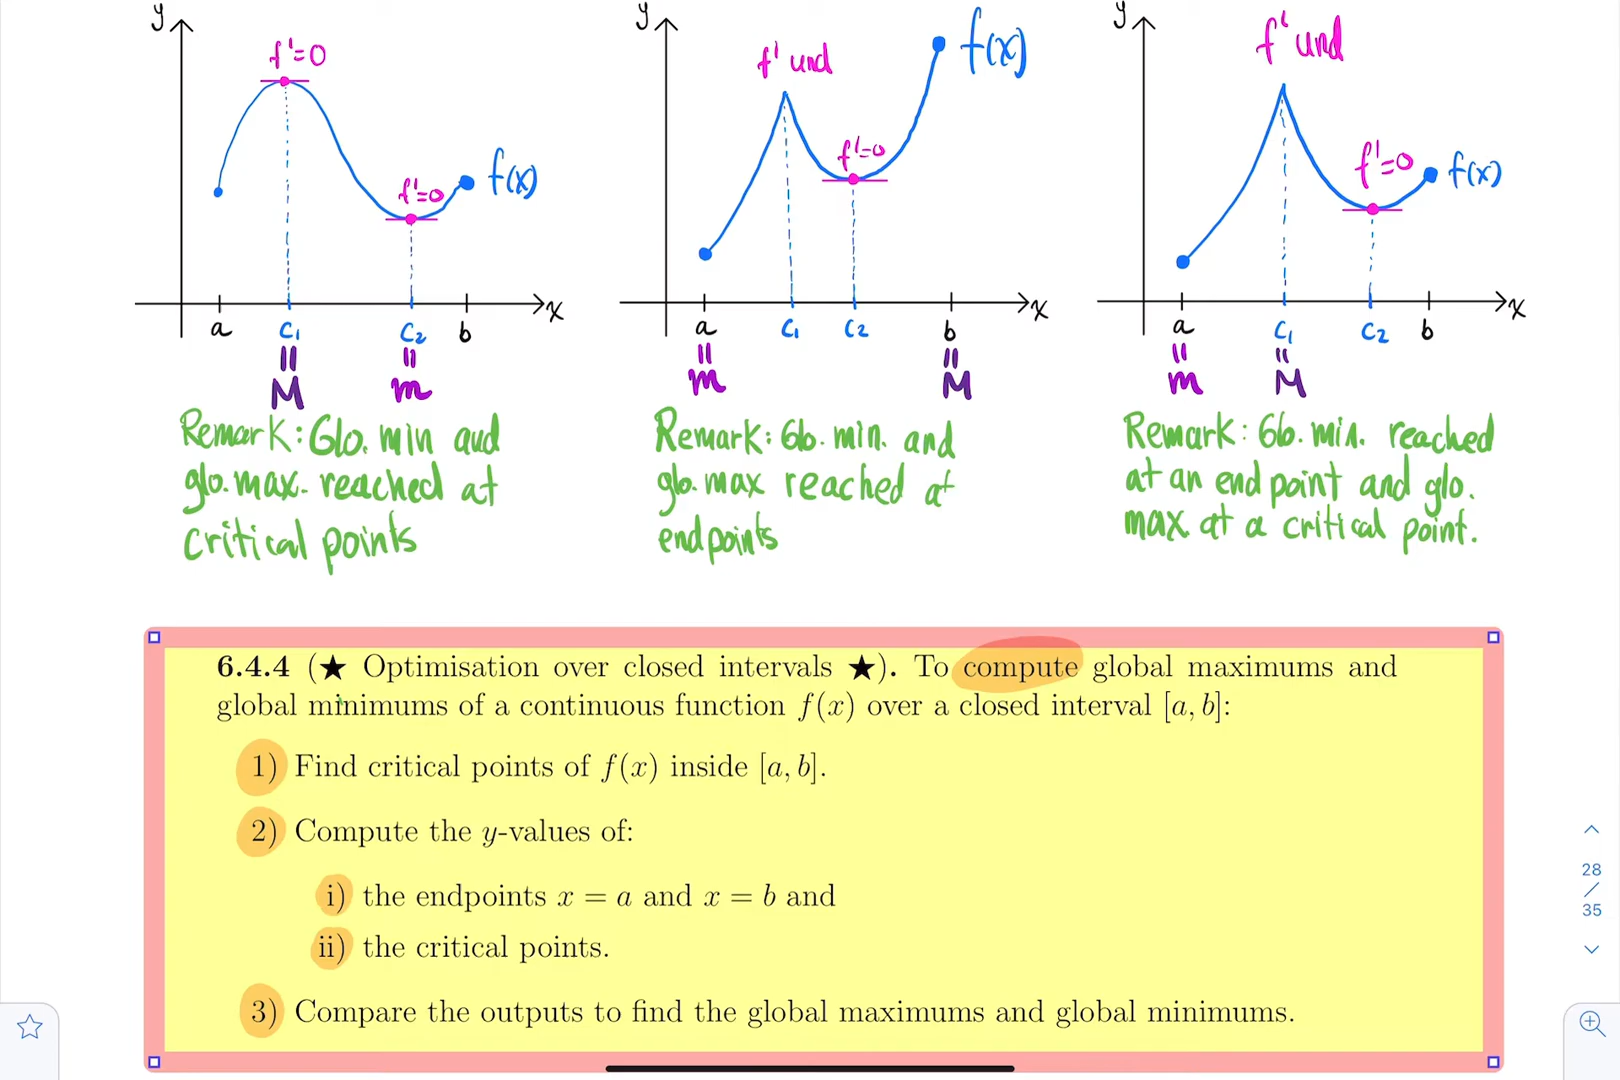 y
f'=0
f'=0
f(x)
x
a
c₁
c₂
b
=
M
=
m
Remark: Glo. min and
glo. max. reached at
critical points
y
f' und
f'=0
f(x)
x
a
c₁
c₂
b
=
m
=
M
Remark: Glo. min. and
glo. max reached at
endpoints
y
f' und
f'=0
f(x)
x
a
c₁
c₂
b
=
m
=
M
Remark: Glo. min. reached
at an end point and glo.
max at a critical point.
6.4.4 (★ Optimisation over closed intervals ★). To compute global maximums and
global minimums of a continuous function f(x) over a closed interval [a, b]:
1) Find critical points of f(x) inside [a, b].
2) Compute the y-values of:
i) the endpoints x = a and x = b and
ii) the critical points.
3) Compare the outputs to find the global maximums and global minimums.
28
/
35